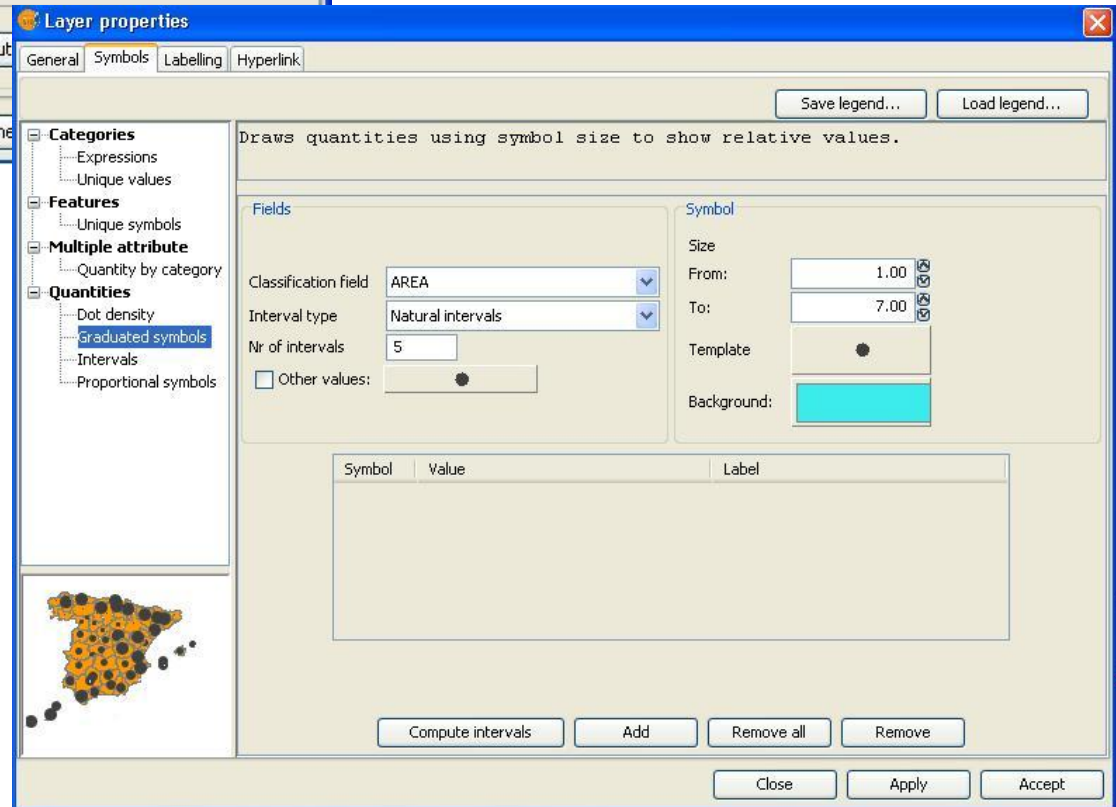 Layer properties
ut
General Symbols Labelling Hyperlink
Save legend... Load legend...
ne
Categories
Expressions
Unique values
Features
Unique symbols
Multiple attribute
Quantity by category
Quantities
Dot density
Graduated symbols
Intervals
Proportional symbols
Draws quantities using symbol size to show relative values.
Fields
Classification field AREA
Interval type Natural intervals
Nr of intervals 5
Other values:
Symbol
Size
From: 1.00
To: 7.00
Template
Background:
Symbol Value Label
Compute intervals Add Remove all Remove
Close Apply Accept